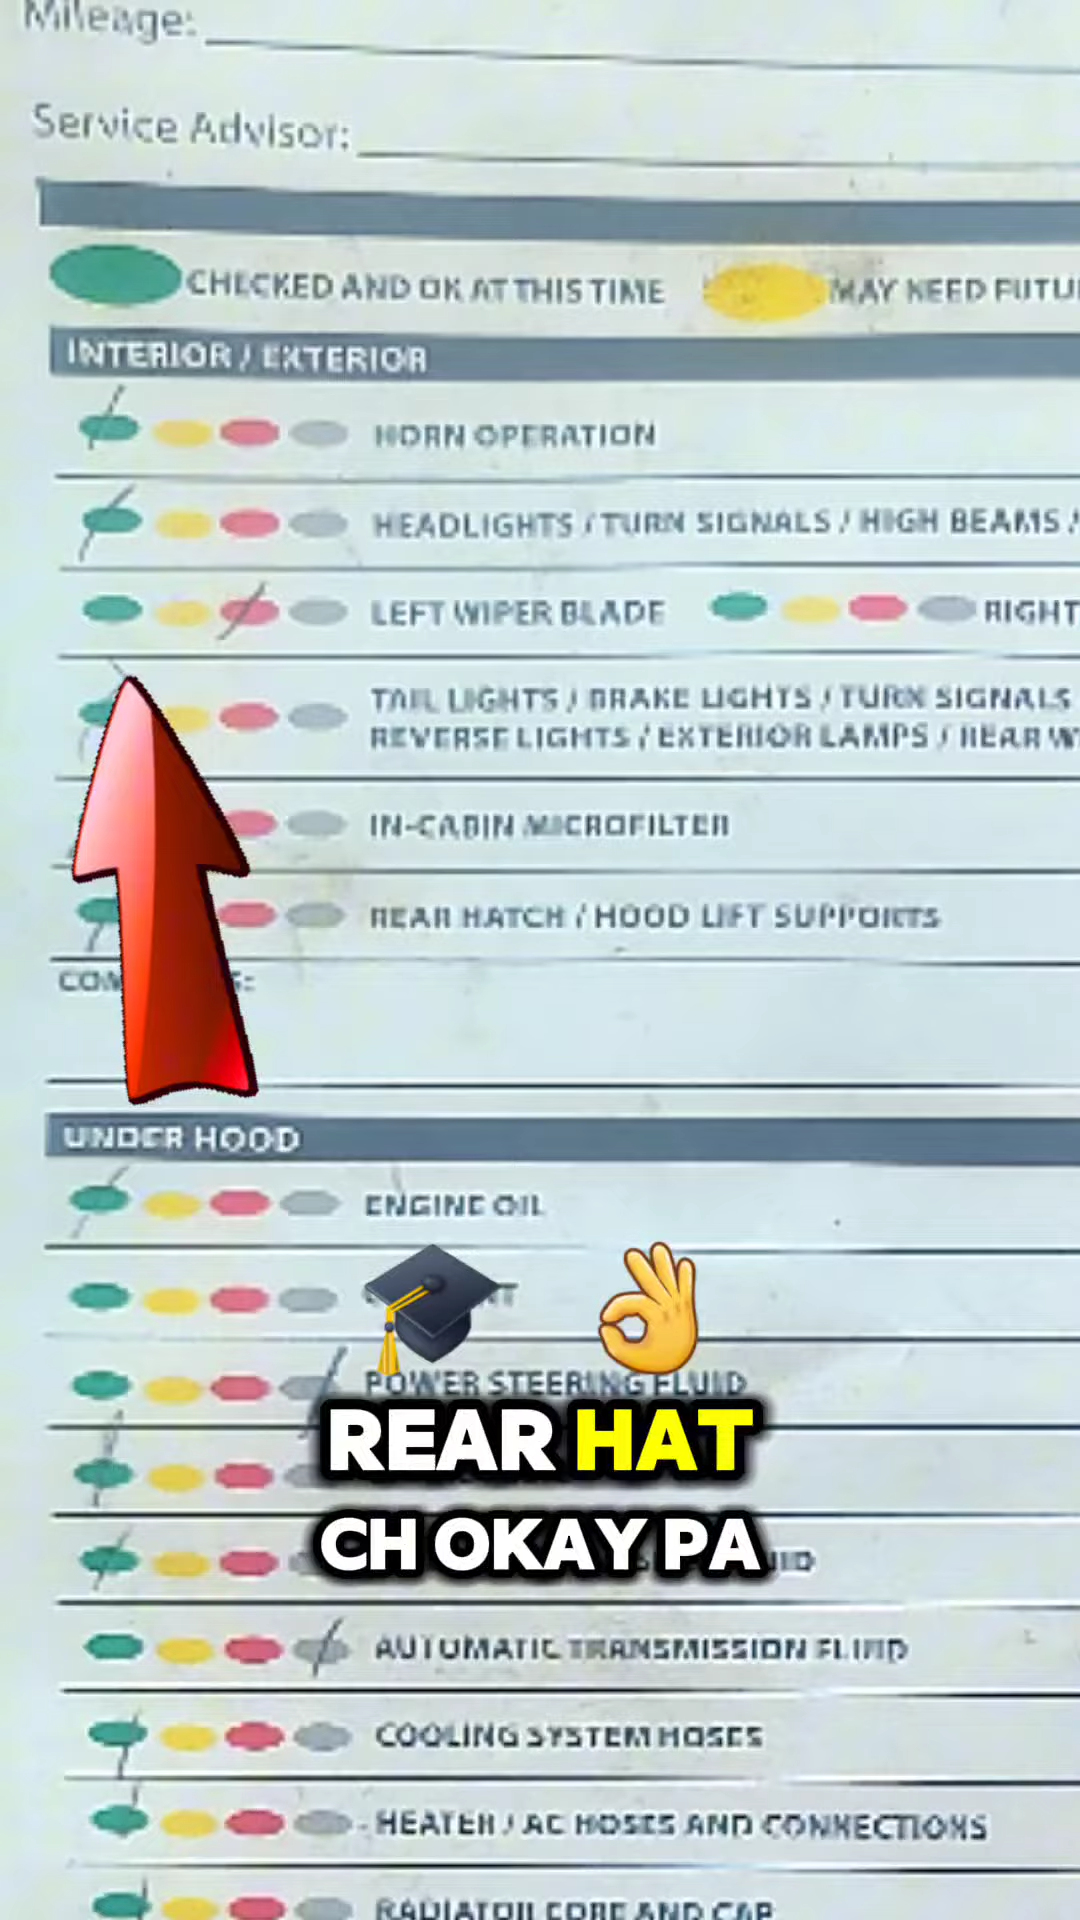 Mileage:
Service Advisor:
CHECKED AND OK AT THIS TIME MAY NEED FUTU
INTERIOR / EXTERIOR
HORN OPERATION
HEADLIGHTS / TURN SIGNALS / HIGH BEAMS /
LEFT WIPER BLADE RIGHT
TAIL LIGHTS / BRAKE LIGHTS / TURN SIGNALS
REVERSE LIGHTS / EXTERIOR LAMPS / REAR W
IN-CABIN MICROFILTER
REAR HATCH / HOOD LIFT SUPPORTS
UNDER HOOD
ENGINE OIL
POWER STEERING FLUID
REAR HAT
CH OKAY PA
AUTOMATIC TRANSMISSION FLUID
COOLING SYSTEM HOSES
HEATER / AC HOSES AND CONNECTIONS
RADIATOR CORE AND CAP